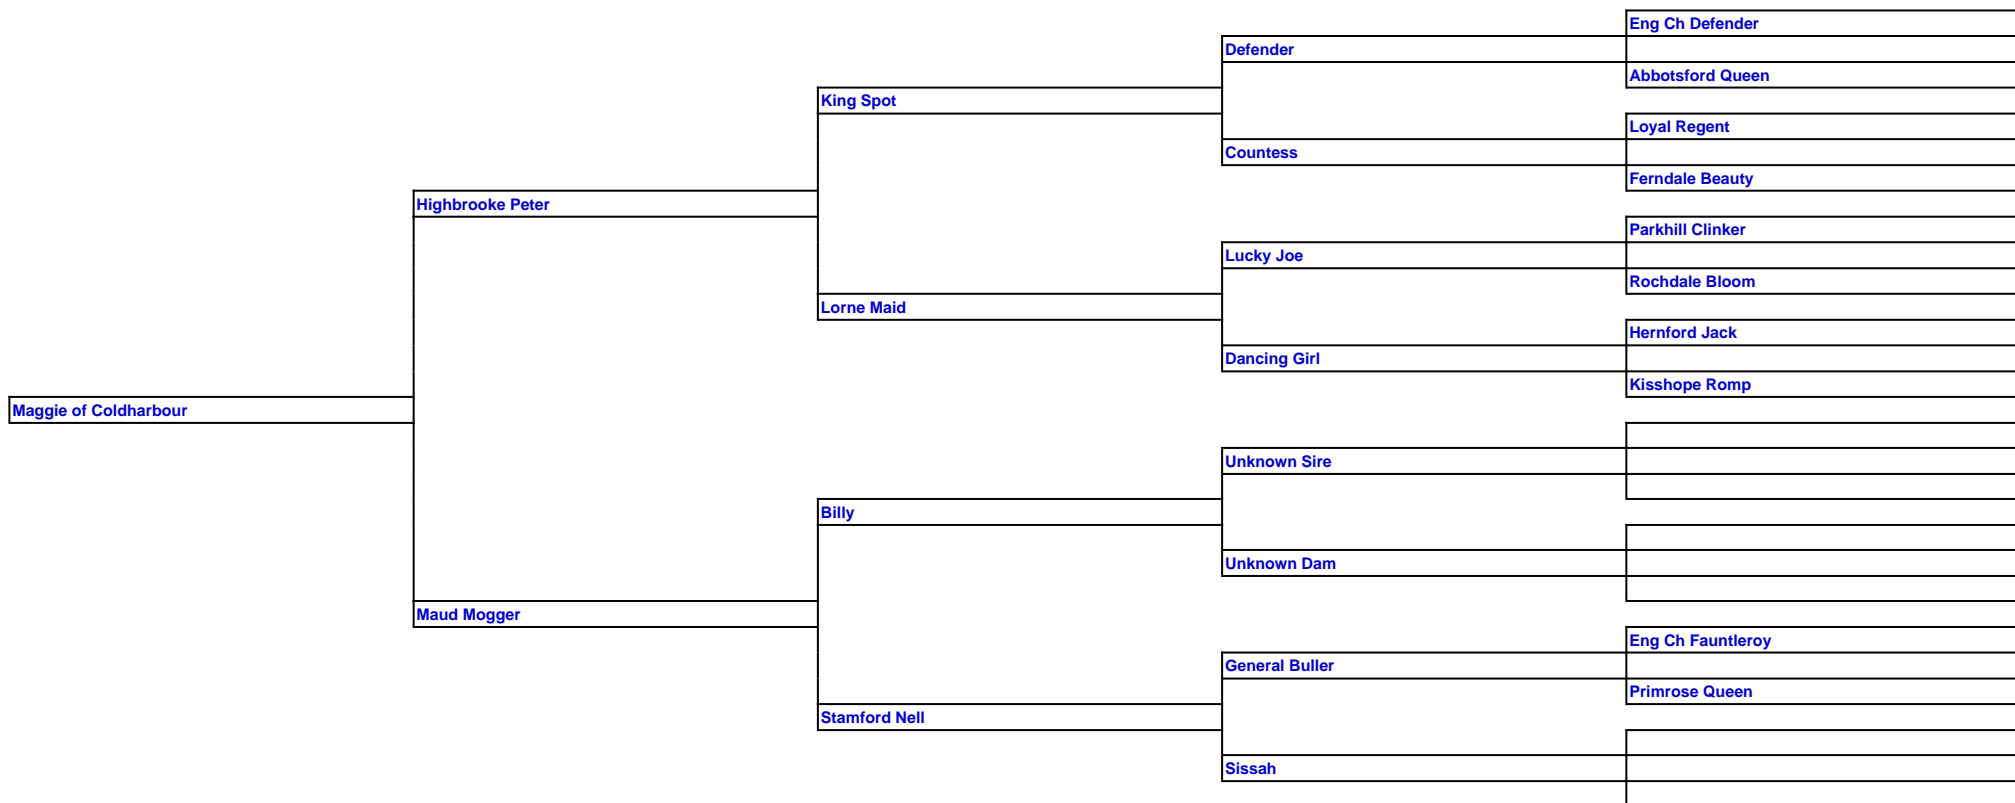 Eng Ch Defender
Defender
Abbotsford Queen
King Spot
Loyal Regent
Countess
Ferndale Beauty
Highbrooke Peter
Parkhill Clinker
Lucky Joe
Rochdale Bloom
Lorne Maid
Hernford Jack
Dancing Girl
Kisshope Romp
Maggie of Coldharbour
Unknown Sire
Billy
Unknown Dam
Maud Mogger
Eng Ch Fauntleroy
General Buller
Primrose Queen
Stamford Nell
Sissah